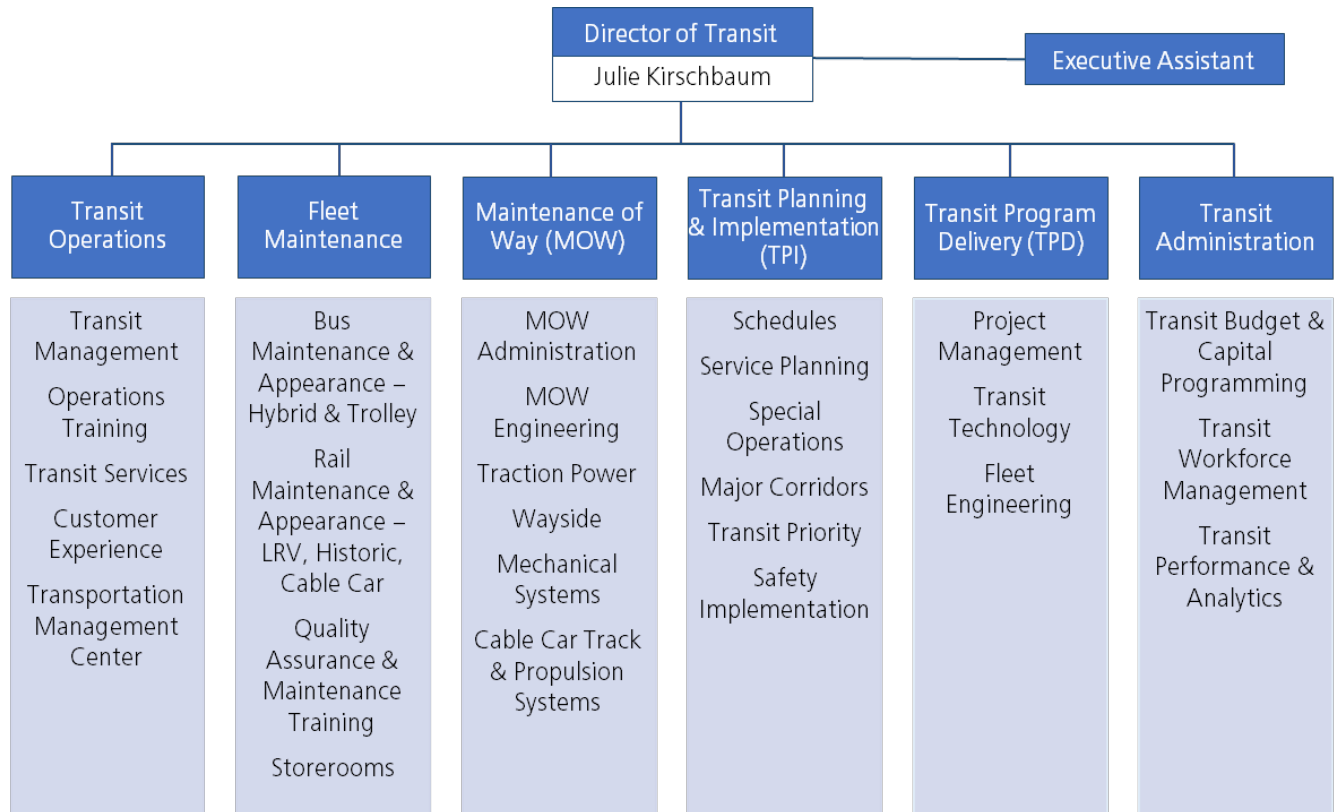 Director of Transit
Julie Kirschbaum
Executive Assistant
Transit
Operations
Fleet
Maintenance
Maintenance of
Way (MOW)
Transit Planning
& Implementation
(TPI)
Transit Program
Delivery (TPD)
Transit
Administration
Transit
Management
Operations
Training
Transit Services
Customer
Experience
Transportation
Management
Center
Bus
Maintenance &
Appearance –
Hybrid & Trolley
Rail
Maintenance &
Appearance –
LRV, Historic,
Cable Car
Quality
Assurance &
Maintenance
Training
Storerooms
MOW
Administration
MOW
Engineering
Traction Power
Wayside
Mechanical
Systems
Cable Car Track
& Propulsion
Systems
Schedules
Service Planning
Special
Operations
Major Corridors
Transit Priority
Safety
Implementation
Project
Management
Transit
Technology
Fleet
Engineering
Transit Budget &
Capital
Programming
Transit
Workforce
Management
Transit
Performance &
Analytics